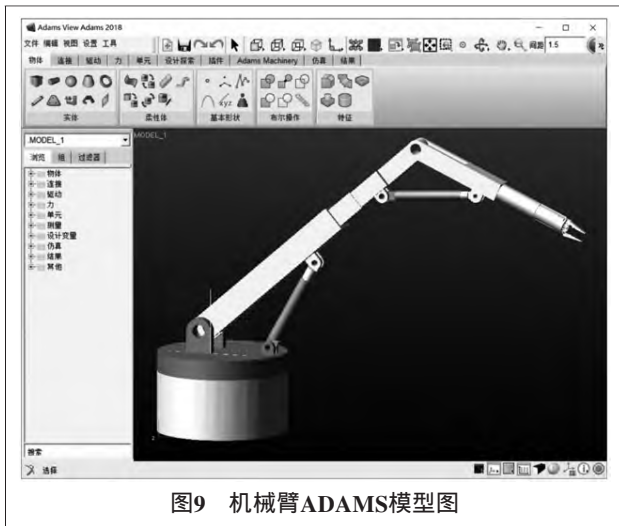 Adams View Adams 2018
文件 编辑 视图 设置 工具
间距 1.5
物体 连接 驱动 力 单元 设计探索 插件 Adams Machinery 仿真 结果
实体 柔性体 基本形状 布尔操作 特征
.MODEL_1
MODEL_1
浏览 组 过滤器
物体
连接
驱动
力
单元
测量
设计变量
仿真
结果
其他
搜索
选择
图9 机械臂ADAMS模型图